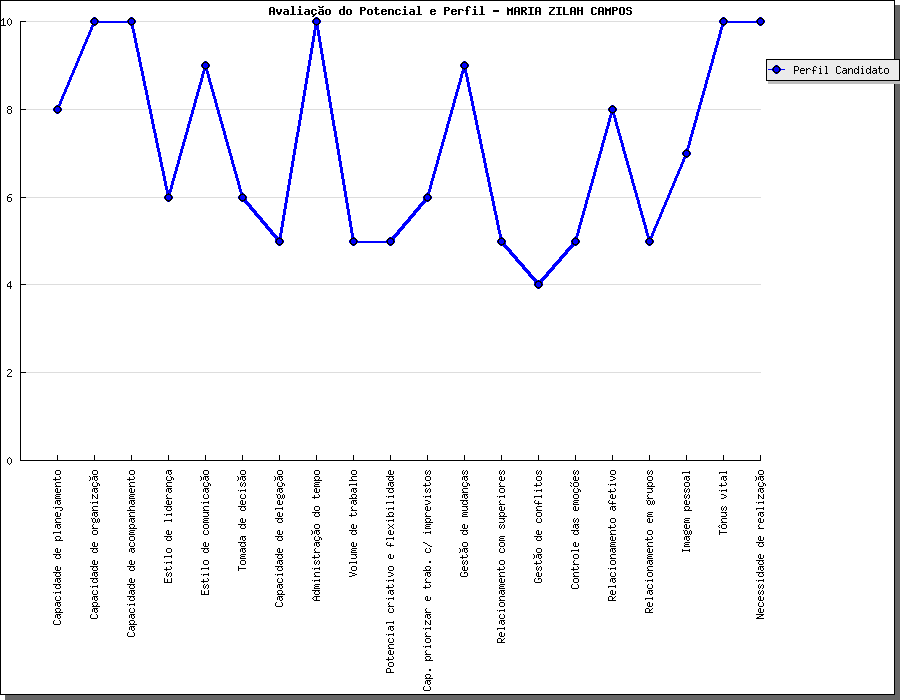 Avaliação do Potencial e Perfil - MARIA ZILAH CAMPOS
10
8
6
4
2
0
Perfil Candidato
Capacidade de planejamento
Capacidade de organização
Capacidade de acompanhamento
Estilo de liderança
Estilo de comunicação
Tomada de decisão
Capacidade de delegação
Administração do tempo
Volume de trabalho
Potencial criativo e flexibilidade
Cap. priorizar e trab. c/ imprevistos
Gestão de mudanças
Relacionamento com superiores
Gestão de conflitos
Controle das emoções
Relacionamento afetivo
Relacionamento em grupos
Imagem pessoal
Tônus vital
Necessidade de realização